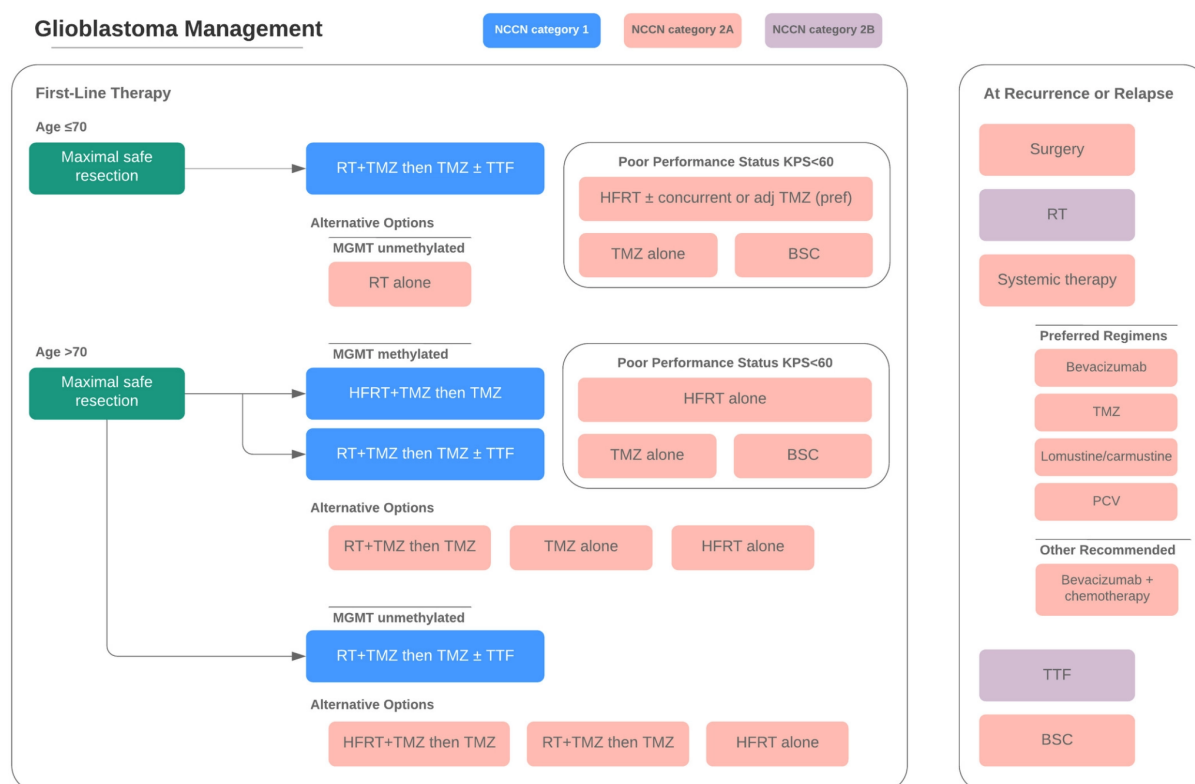 Glioblastoma Management
NCCN category 1
NCCN category 2A
NCCN category 2B
First-Line Therapy
Age ≤70
Maximal safe
resection
RT+TMZ then TMZ ± TTF
Alternative Options
MGMT unmethylated
RT alone
Poor Performance Status KPS<60
HFRT ± concurrent or adj TMZ (pref)
TMZ alone
BSC
Age >70
Maximal safe
resection
MGMT methylated
HFRT+TMZ then TMZ
RT+TMZ then TMZ ± TTF
Poor Performance Status KPS<60
HFRT alone
TMZ alone
BSC
Alternative Options
RT+TMZ then TMZ
TMZ alone
HFRT alone
MGMT unmethylated
RT+TMZ then TMZ ± TTF
Alternative Options
HFRT+TMZ then TMZ
RT+TMZ then TMZ
HFRT alone
At Recurrence or Relapse
Surgery
RT
Systemic therapy
Preferred Regimens
Bevacizumab
TMZ
Lomustine/carmustine
PCV
Other Recommended
Bevacizumab +
chemotherapy
TTF
BSC